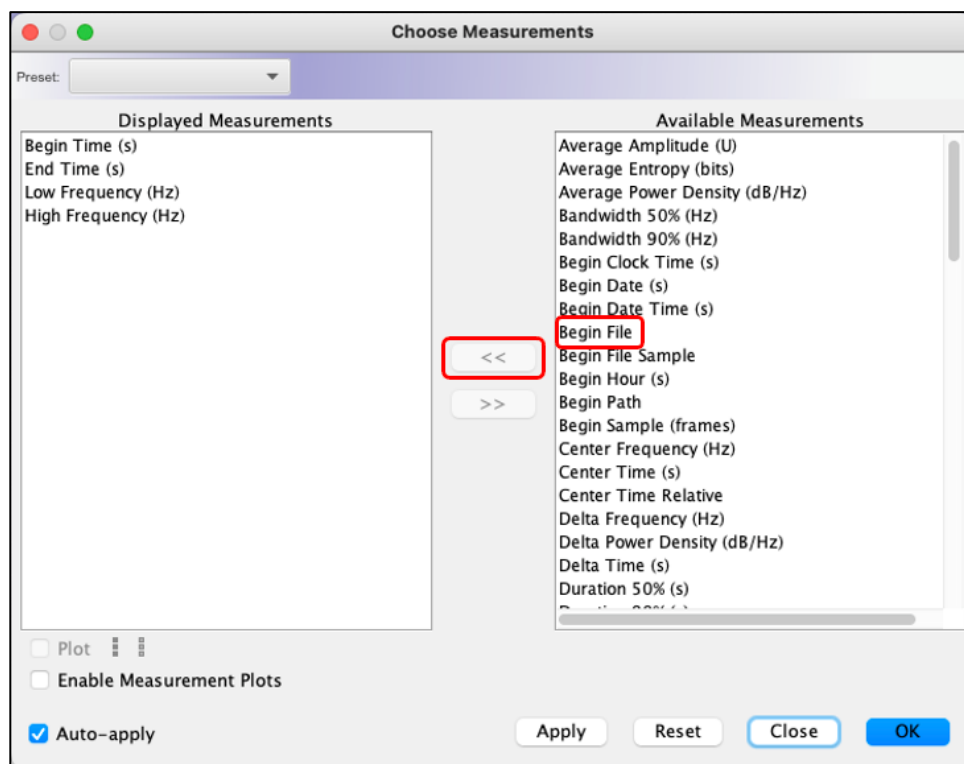 Choose Measurements
Preset:
Displayed Measurements
Begin Time (s)
End Time (s)
Low Frequency (Hz)
High Frequency (Hz)
<<
>>
Available Measurements
Average Amplitude (U)
Average Entropy (bits)
Average Power Density (dB/Hz)
Bandwidth 50% (Hz)
Bandwidth 90% (Hz)
Begin Clock Time (s)
Begin Date (s)
Begin Date Time (s)
Begin File
Begin File Sample
Begin Hour (s)
Begin Path
Begin Sample (frames)
Center Frequency (Hz)
Center Time (s)
Center Time Relative
Delta Frequency (Hz)
Delta Power Density (dB/Hz)
Delta Time (s)
Duration 50% (s)
Plot
Enable Measurement Plots
Auto-apply
Apply
Reset
Close
OK